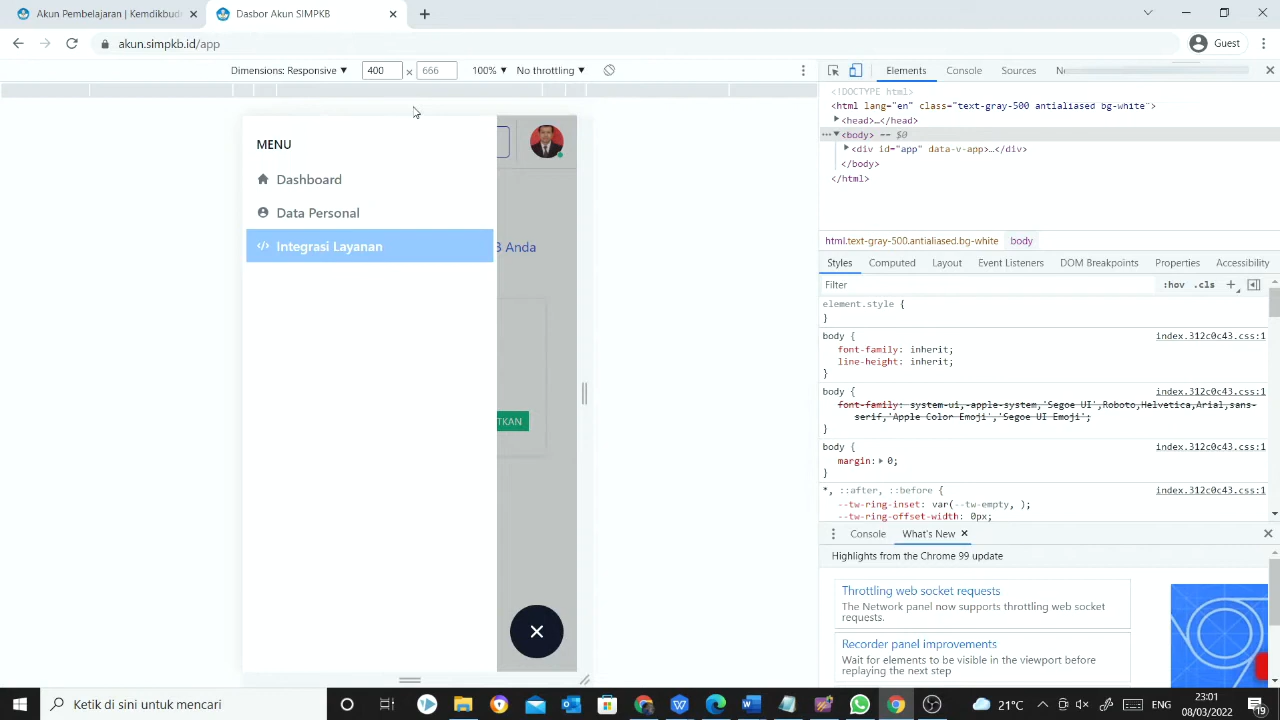 Akun Pembelajaran | Kemdikbud
Dasbor Akun SIMPKB
akun.simpkb.id/app
Guest
Dimensions: Responsive
400
×
666
100%
No throttling
Elements
Console
Sources
<!DOCTYPE html>
<html lang="en" class="text-gray-500 antialiased bg-white">
<head>…</head>
<body> == $0
<div id="app" data-v-app>…</div>
</body>
</html>
html.text-gray-500.antialiased.bg-white
body
Styles
Computed
Layout
Event Listeners
DOM Breakpoints
Properties
Accessibility
Filter
:hov
.cls
element.style {
}
body {
index.312c0c43.css:1
font-family: inherit;
line-height: inherit;
}
body {
index.312c0c43.css:1
font-family: system-ui,-apple-system,'Segoe UI',Roboto,Helvetica,Arial,sans-
serif,'Apple Color Emoji','Segoe UI Emoji';
}
body {
index.312c0c43.css:1
margin: 0;
}
*, ::after, ::before {
index.312c0c43.css:1
--tw-ring-inset: var(--tw-empty, );
--tw-ring-offset-width: 0px;
Console
What's New
Highlights from the Chrome 99 update
Throttling web socket requests
The Network panel now supports throttling web socket
requests.
Recorder panel improvements
Wait for elements to be visible in the viewport before
replaying the next step
MENU
Dashboard
Data Personal
Integrasi Layanan
Anda
TKAN
Ketik di sini untuk mencari
21°C
ENG
23:01
08/03/2022
19